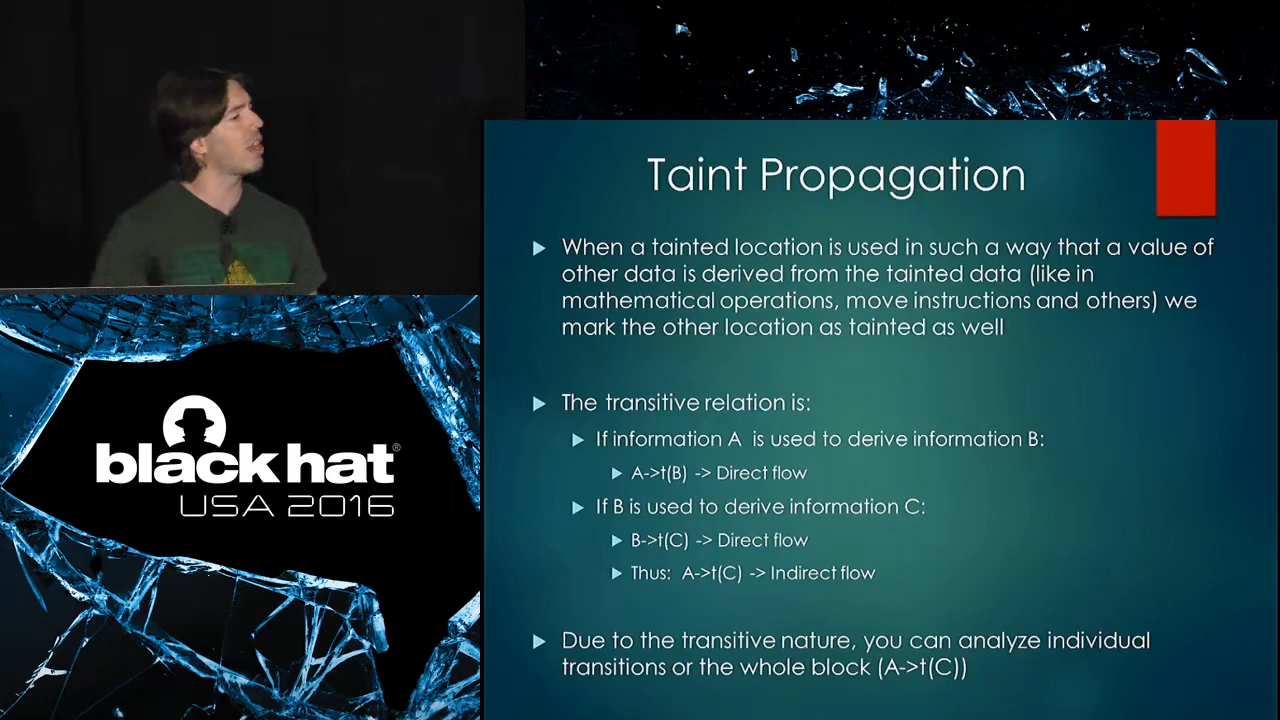 Taint Propagation
When a tainted location is used in such a way that a value of
other data is derived from the tainted data (like in
mathematical operations, move instructions and others) we
mark the other location as tainted as well
The transitive relation is:
If information A is used to derive information B:
A->t(B) -> Direct flow
If B is used to derive information C:
B->t(C) -> Direct flow
Thus: A->t(C) -> Indirect flow
Due to the transitive nature, you can analyze individual
transitions or the whole block (A->t(C))
black hat®
USA 2016